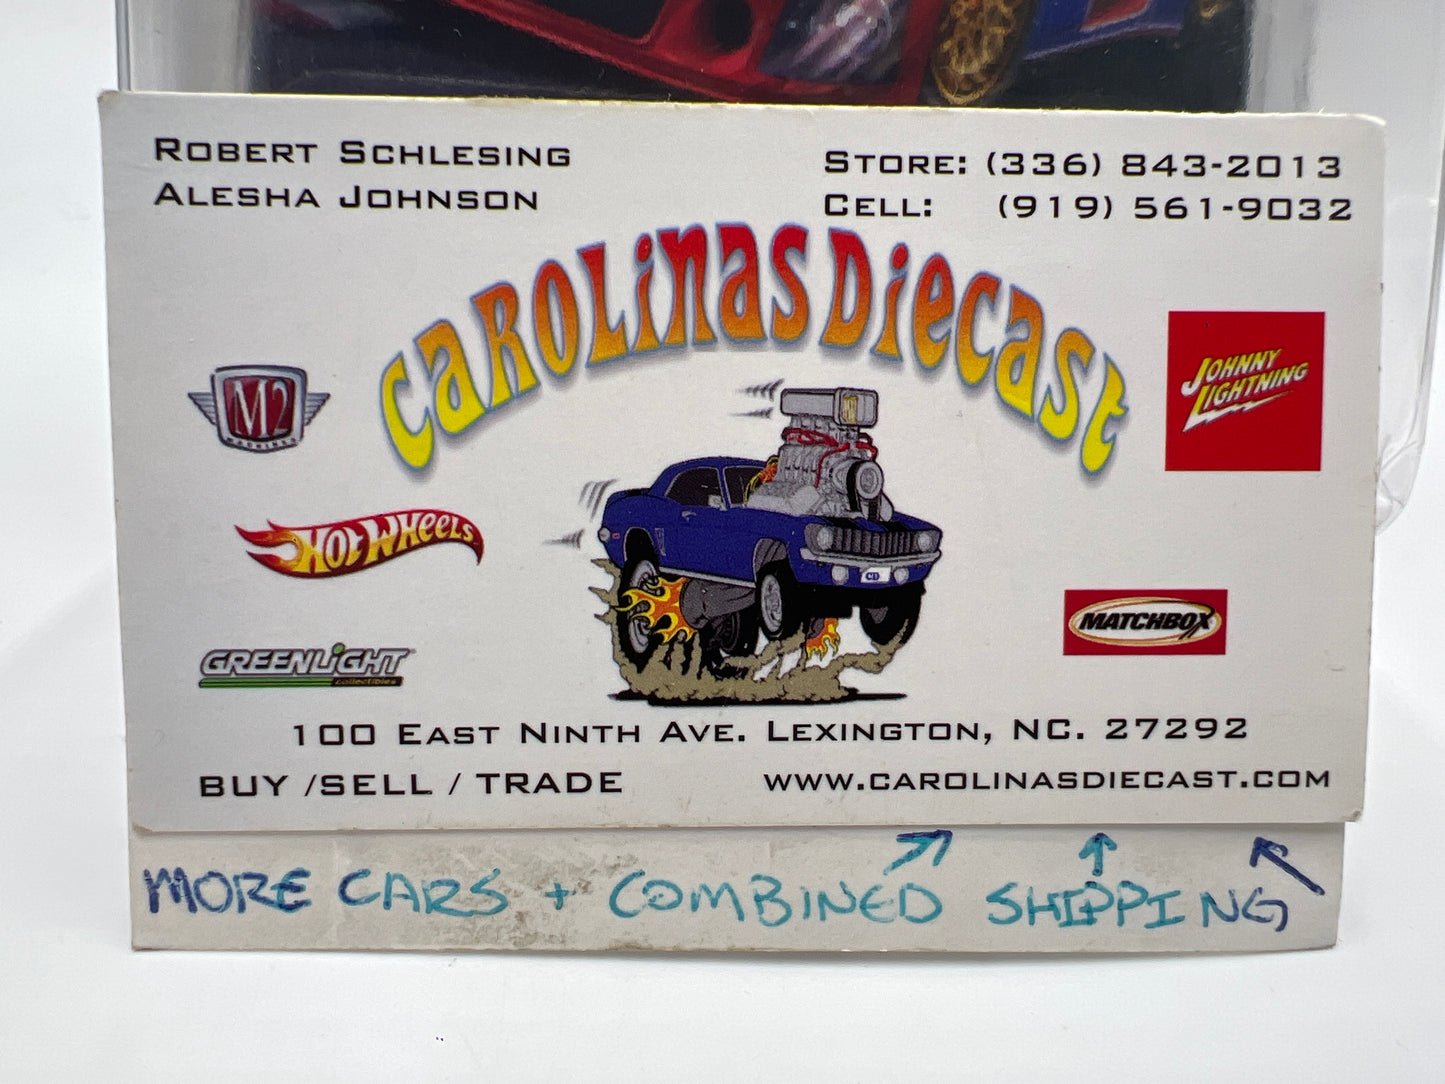 ROBERT SCHLESING
ALESHA JOHNSON
STORE: (336) 843-2013
CELL: (919) 561-9032
CAROLINAS DIECAST
M2
MACHINES
JOHNNY
LIGHTNING
HOT WHEELS
MATCHBOX
GREENLIGHT
collectibles
100 EAST NINTH AVE. LEXINGTON, NC. 27292
BUY /SELL / TRADE
WWW.CAROLINASDIECAST.COM
MORE CARS + COMBINED SHIPPING